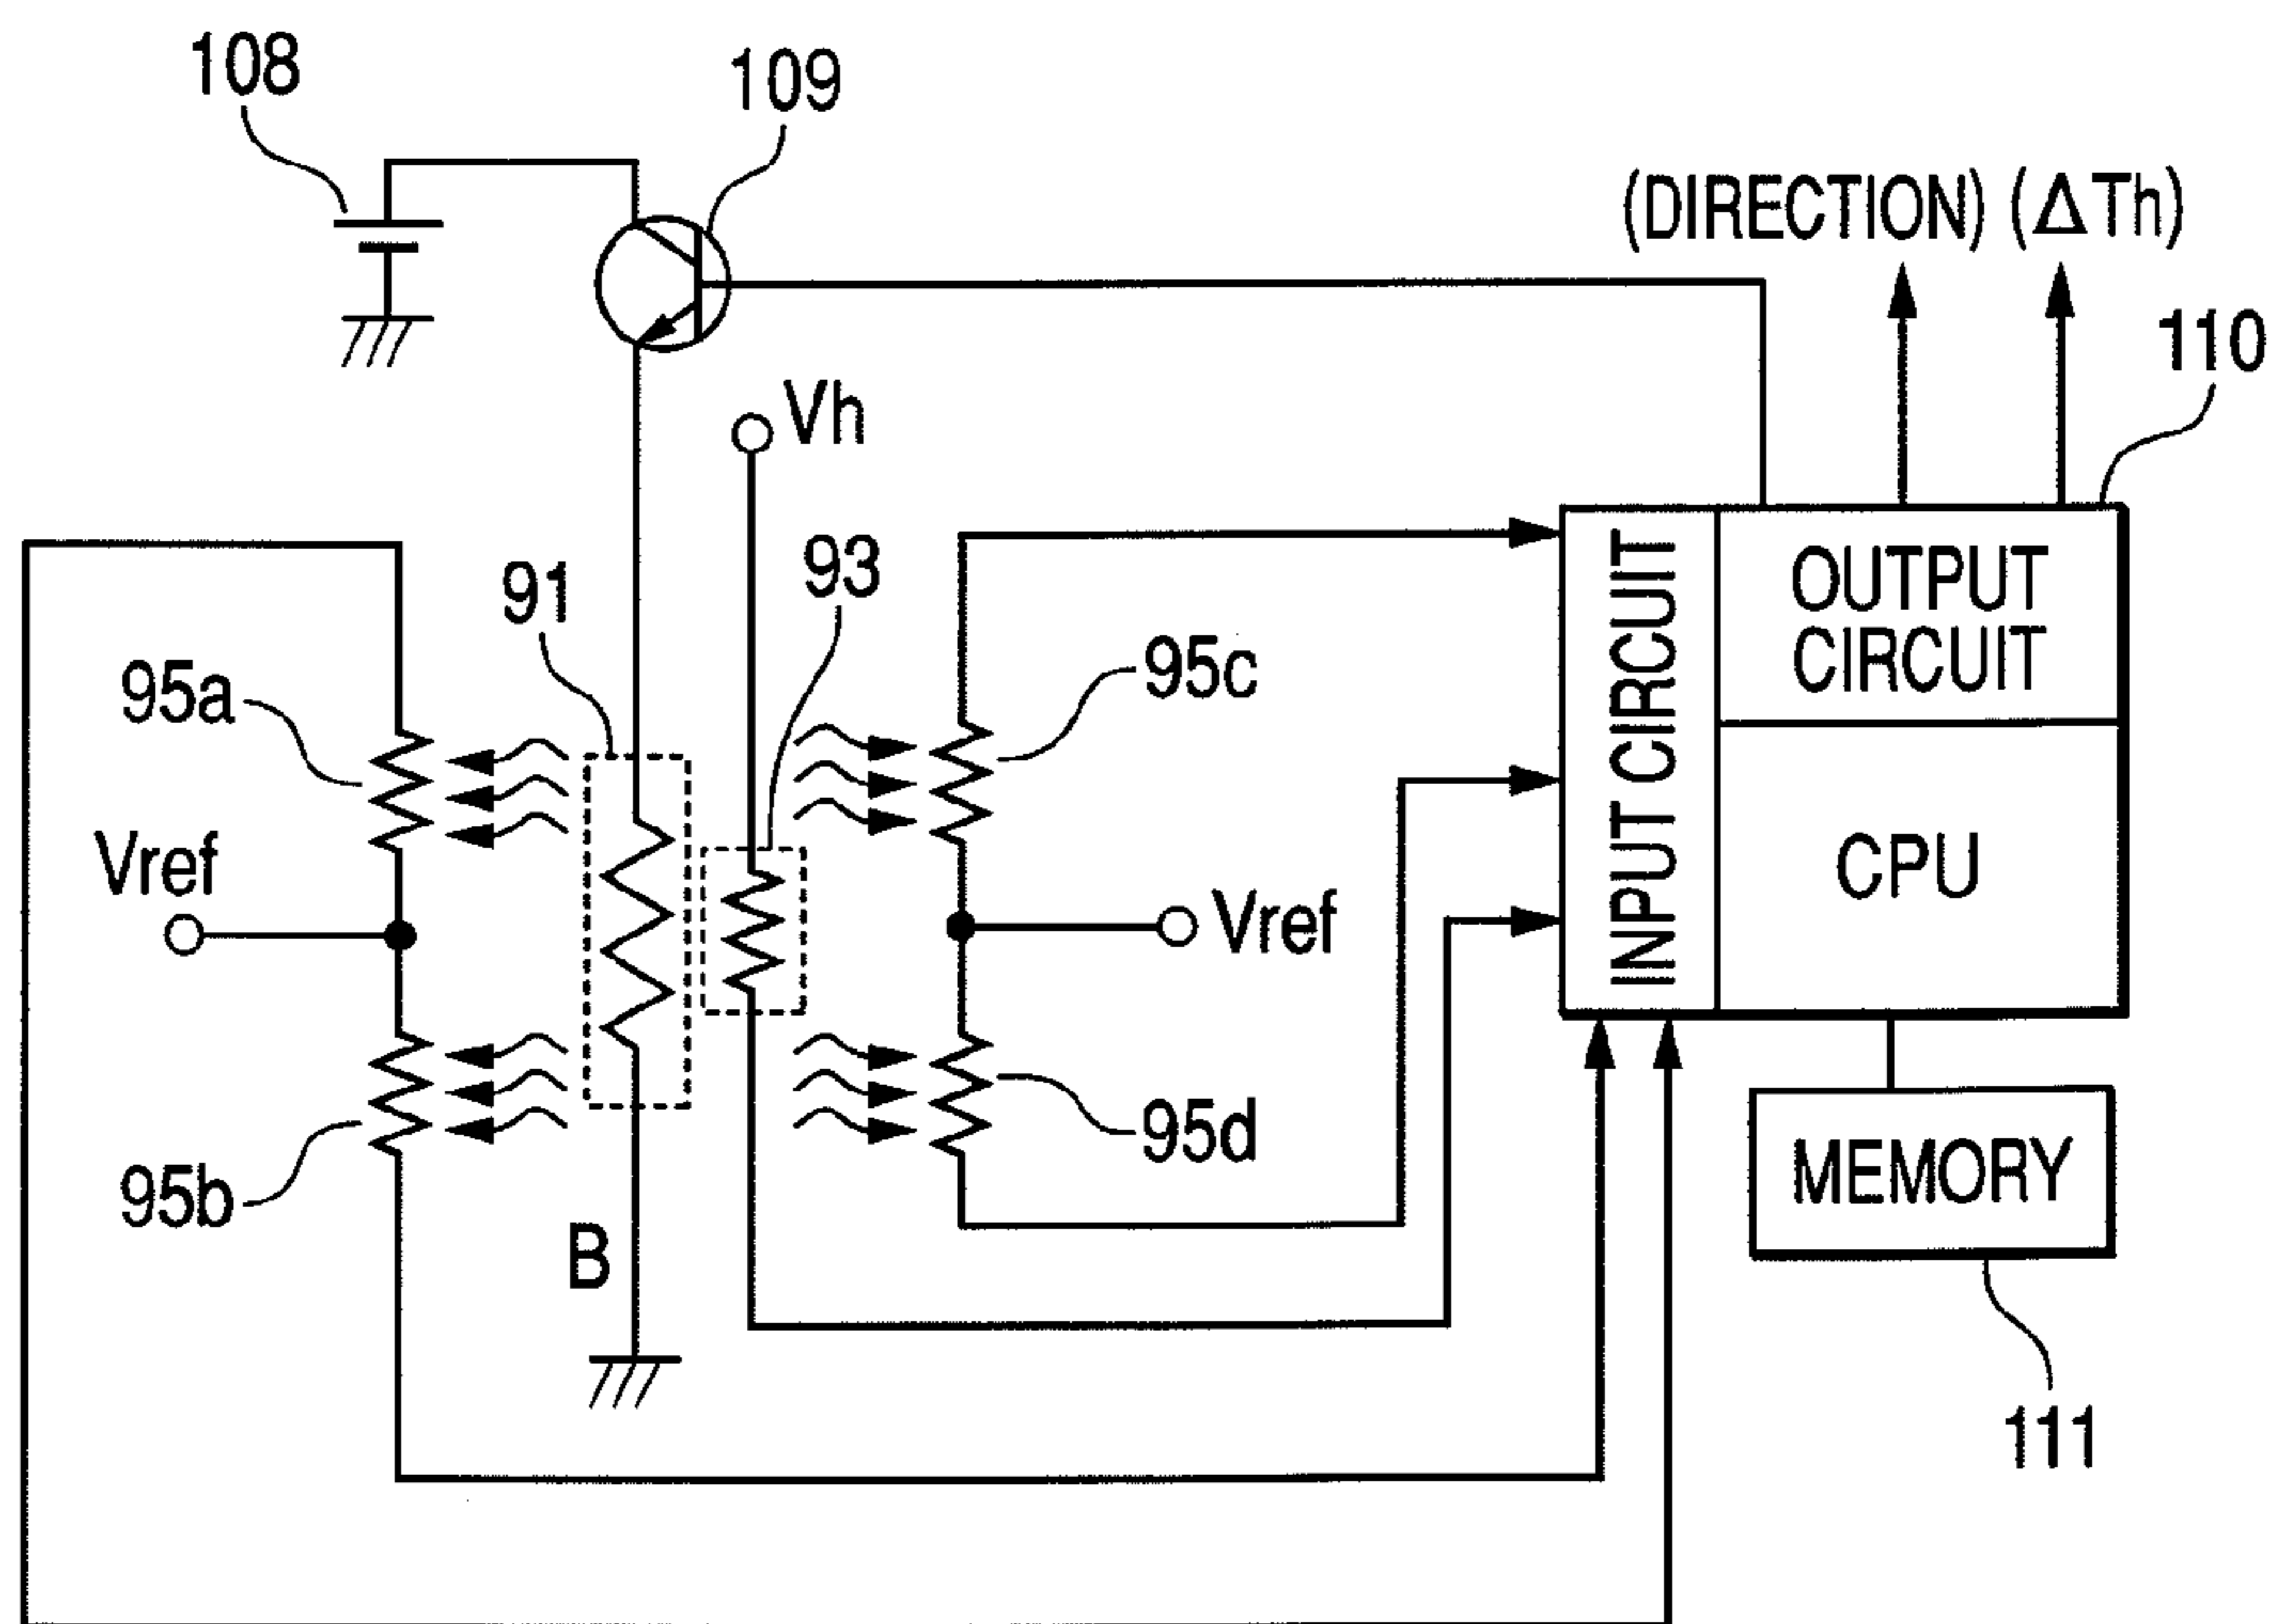 108
109
(DIRECTION) (ΔTh)
110
Vh
91
93
95a
95c
INPUT CIRCUIT
OUTPUT
CIRCUIT
Vref
CPU
Vref
95b
95d
MEMORY
B
111